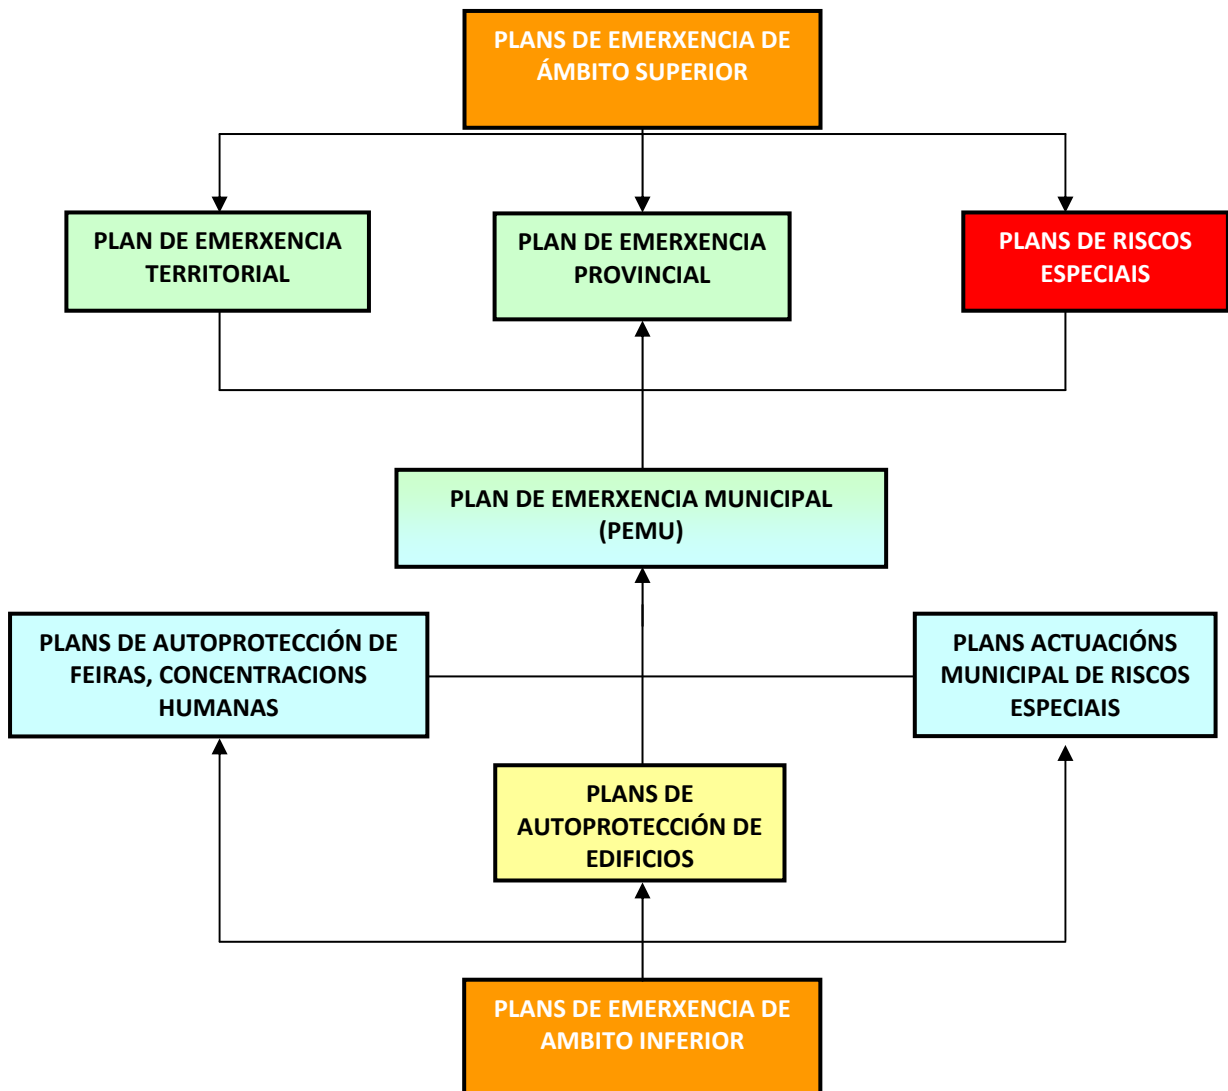 PLANS DE EMERXENCIA DE
ÁMBITO SUPERIOR
PLAN DE EMERXENCIA
TERRITORIAL
PLAN DE EMERXENCIA
PROVINCIAL
PLANS DE RISCOS
ESPECIAIS
PLAN DE EMERXENCIA MUNICIPAL
(PEMU)
PLANS DE AUTOPROTECCIÓN DE
FEIRAS, CONCENTRACIONS
HUMANAS
PLANS ACTUACIÓNS
MUNICIPAL DE RISCOS
ESPECIAIS
PLANS DE
AUTOPROTECCIÓN DE
EDIFICIOS
PLANS DE EMERXENCIA DE
AMBITO INFERIOR